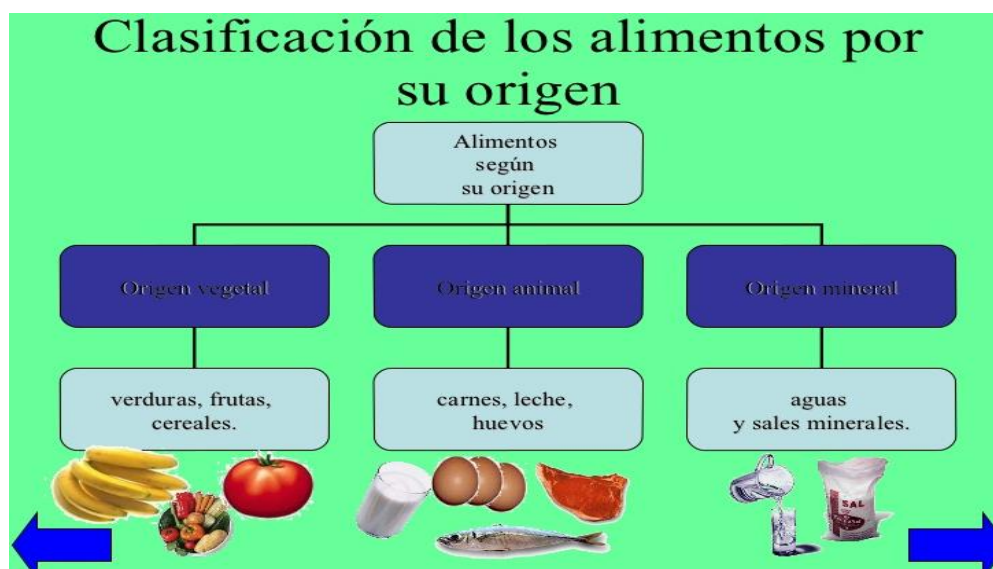 Clasificación de los alimentos por
su origen
Alimentos
según
su origen
Origen vegetal
Origen animal
Origen mineral
verduras, frutas,
cereales.
carnes, leche,
huevos
aguas
y sales minerales.
SAL